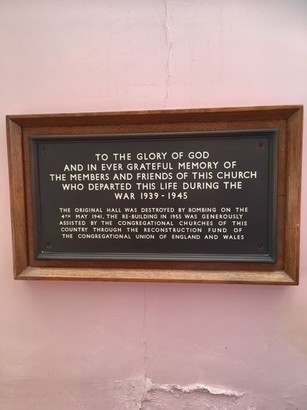 TO THE GLORY OF GOD
AND IN EVER GRATEFUL MEMORY OF
THE MEMBERS AND FRIENDS OF THIS CHURCH
WHO DEPARTED THIS LIFE DURING THE
WAR 1939 - 1945
THE ORIGINAL HALL WAS DESTROYED BY BOMBING ON THE
4TH MAY 1941, THE RE-BUILDING IN 1955 WAS GENEROUSLY
ASSISTED BY THE CONGREGATIONAL CHURCHES OF THIS
COUNTRY THROUGH THE RECONSTRUCTION FUND OF
THE CONGREGATIONAL UNION OF ENGLAND AND WALES